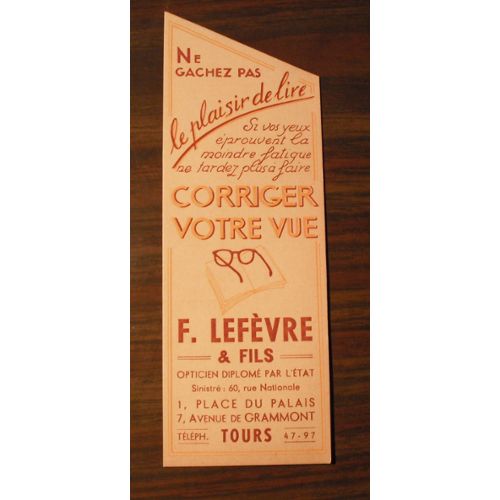 NE
GACHEZ PAS
le plaisir de lire
Si vos yeux
éprouvent la
moindre fatigue
ne tardez plus à faire
CORRIGER
VOTRE VUE
F. LEFÈVRE
& FILS
OPTICIEN DIPLOMÉ PAR L'ÉTAT
Sinistré : 60, rue Nationale
1, PLACE DU PALAIS
7, AVENUE DE GRAMMONT
TÉLÉPH. TOURS 47-97